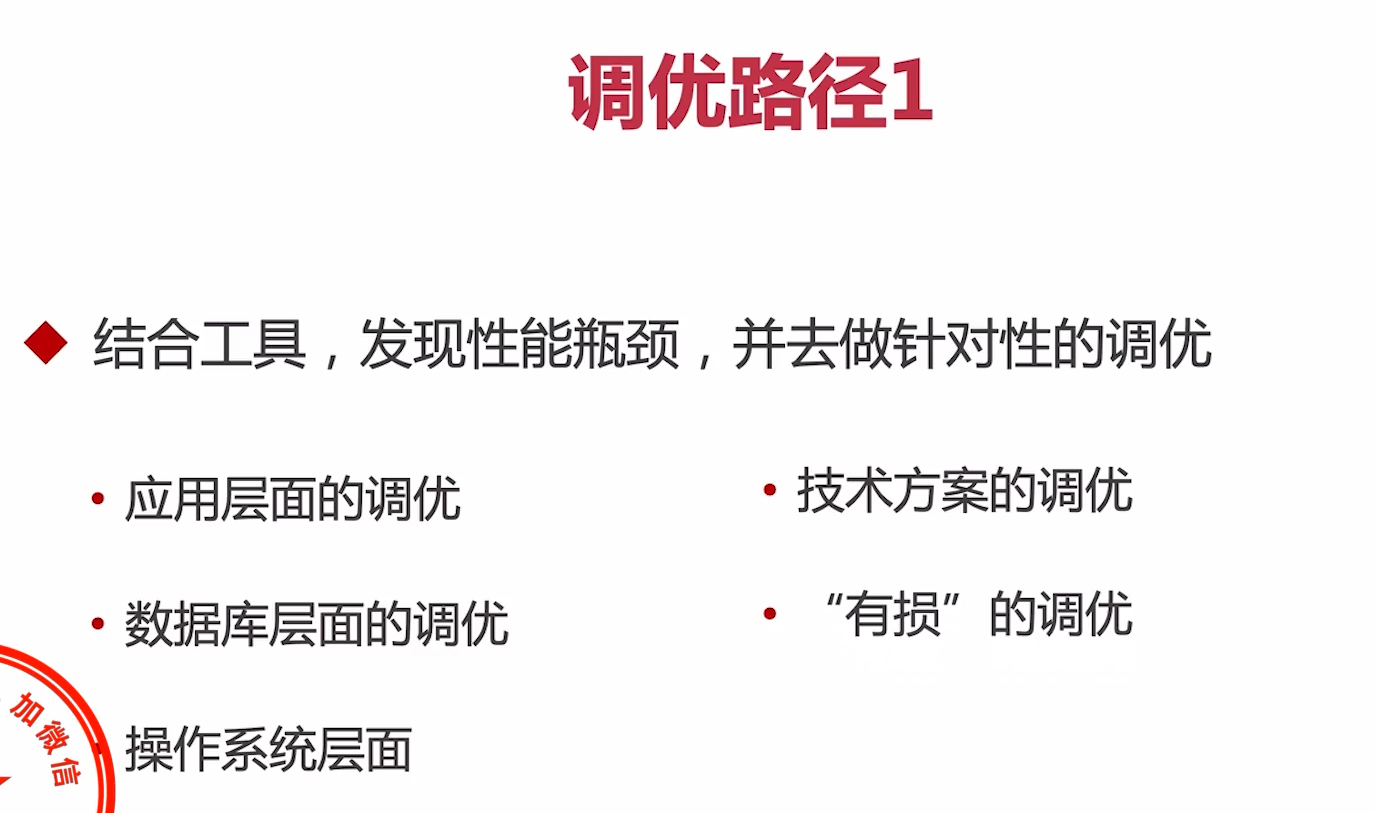 调优路径1
结合工具，发现性能瓶颈，并去做针对性的调优
应用层面的调优
数据库层面的调优
操作系统层面
技术方案的调优
“有损”的调优
加微信